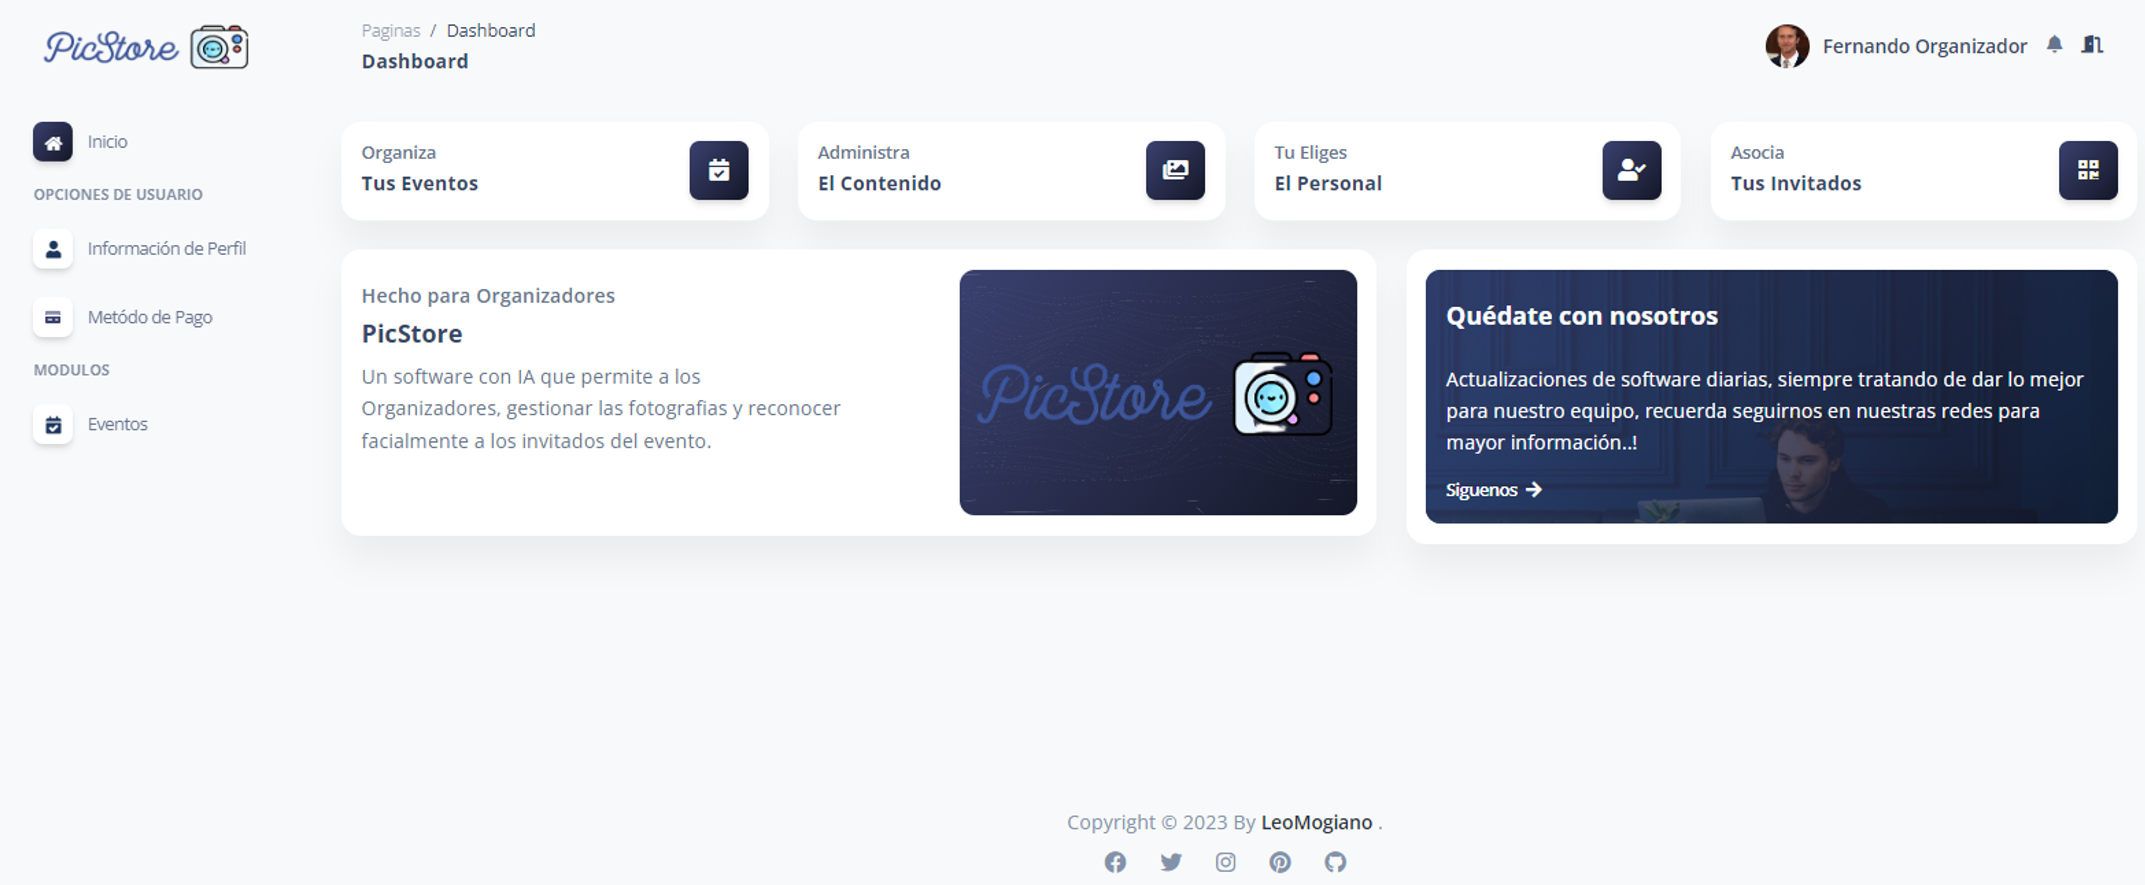 PicStore
Paginas / Dashboard
Dashboard
Fernando Organizador
Inicio
OPCIONES DE USUARIO
Información de Perfil
Metódo de Pago
MODULOS
Eventos
Organiza
Tus Eventos
Administra
El Contenido
Tu Eliges
El Personal
Asocia
Tus Invitados
Hecho para Organizadores
PicStore
Un software con IA que permite a los
Organizadores, gestionar las fotografias y reconocer
facialmente a los invitados del evento.
PicStore
Quédate con nosotros
Actualizaciones de software diarias, siempre tratando de dar lo mejor
para nuestro equipo, recuerda seguirnos en nuestras redes para
mayor información..!
Siguenos
Copyright © 2023 By LeoMogiano .